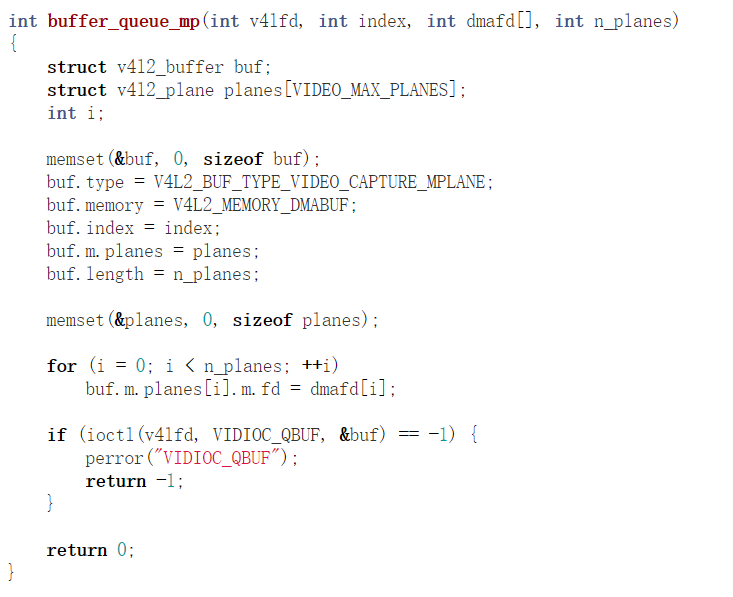 int buffer_queue_mp(int v4lfd, int index, int dmafd[], int n_planes)
{
    struct v4l2_buffer buf;
    struct v4l2_plane planes[VIDEO_MAX_PLANES];
    int i;

    memset(&buf, 0, sizeof buf);
    buf.type = V4L2_BUF_TYPE_VIDEO_CAPTURE_MPLANE;
    buf.memory = V4L2_MEMORY_DMABUF;
    buf.index = index;
    buf.m.planes = planes;
    buf.length = n_planes;

    memset(&planes, 0, sizeof planes);

    for (i = 0; i < n_planes; ++i)
        buf.m.planes[i].m.fd = dmafd[i];

    if (ioctl(v4lfd, VIDIOC_QBUF, &buf) == -1) {
        perror("VIDIOC_QBUF");
        return -1;
    }

    return 0;
}